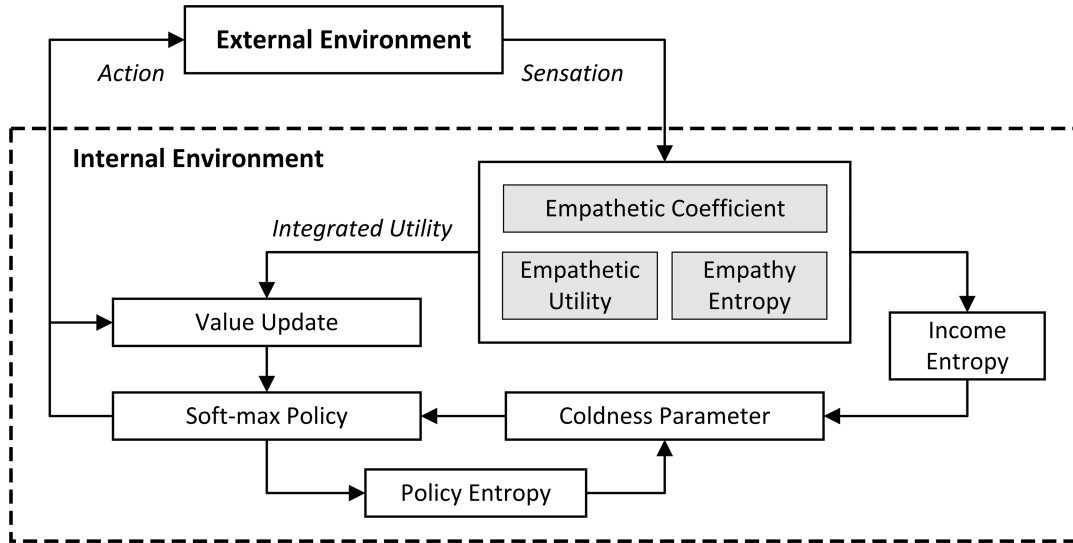 External Environment
Action
Sensation
Internal Environment
Empathetic Coefficient
Integrated Utility
Empathetic
Utility
Empathy
Entropy
Value Update
Income
Entropy
Soft-max Policy
Coldness Parameter
Policy Entropy